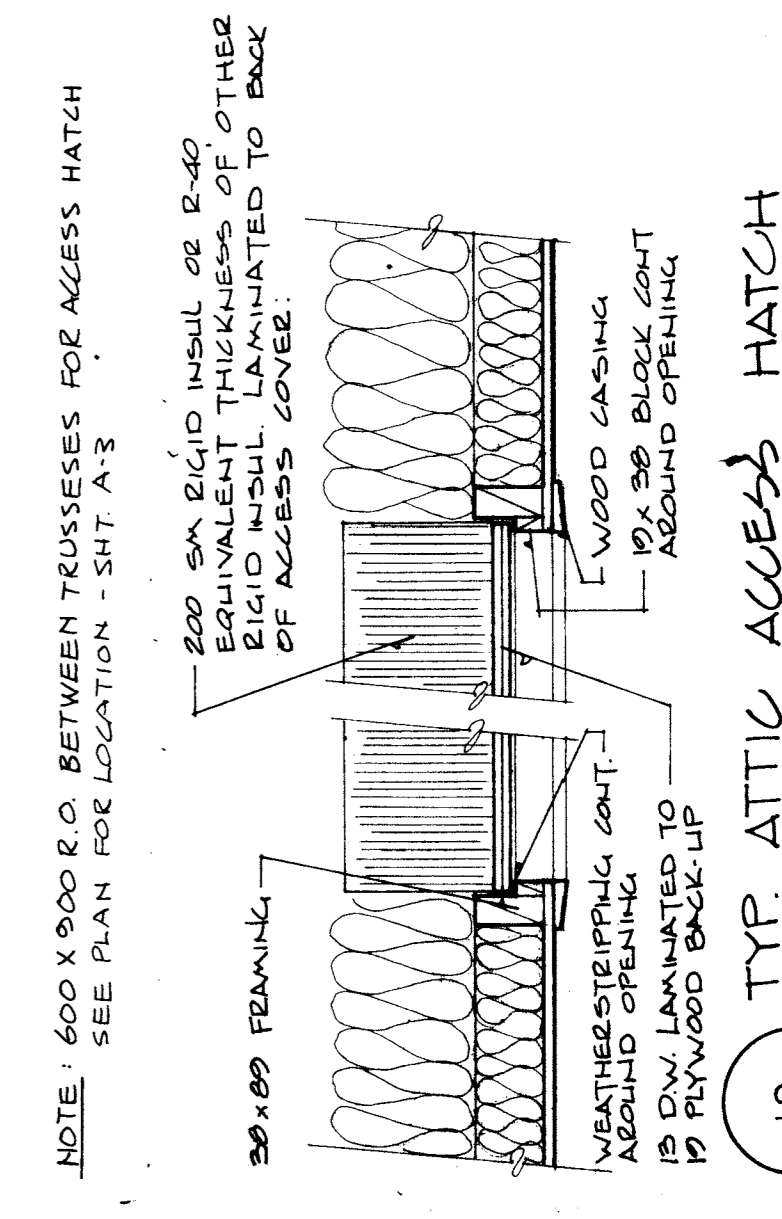 NOTE : 600 X 900 R.O. BETWEEN TRUSSESES FOR ACCESS HATCH
SEE PLAN FOR LOCATION - SHT. A-3
200 SM RIGID INSUL OR R-40
EQUIVALENT THICKNESS OF OTHER
RIGID INSUL. LAMINATED TO BACK
OF ACCESS COVER:
38 x 89 FRAMING
WOOD CASING
19 x 38 BLOCK CONT
AROUND OPENING
WEATHERSTRIPPING CONT.
AROUND OPENING
13 D.W. LAMINATED TO
19 PLYWOOD BACK-UP
TYP. ATTIC ACCESS HATCH